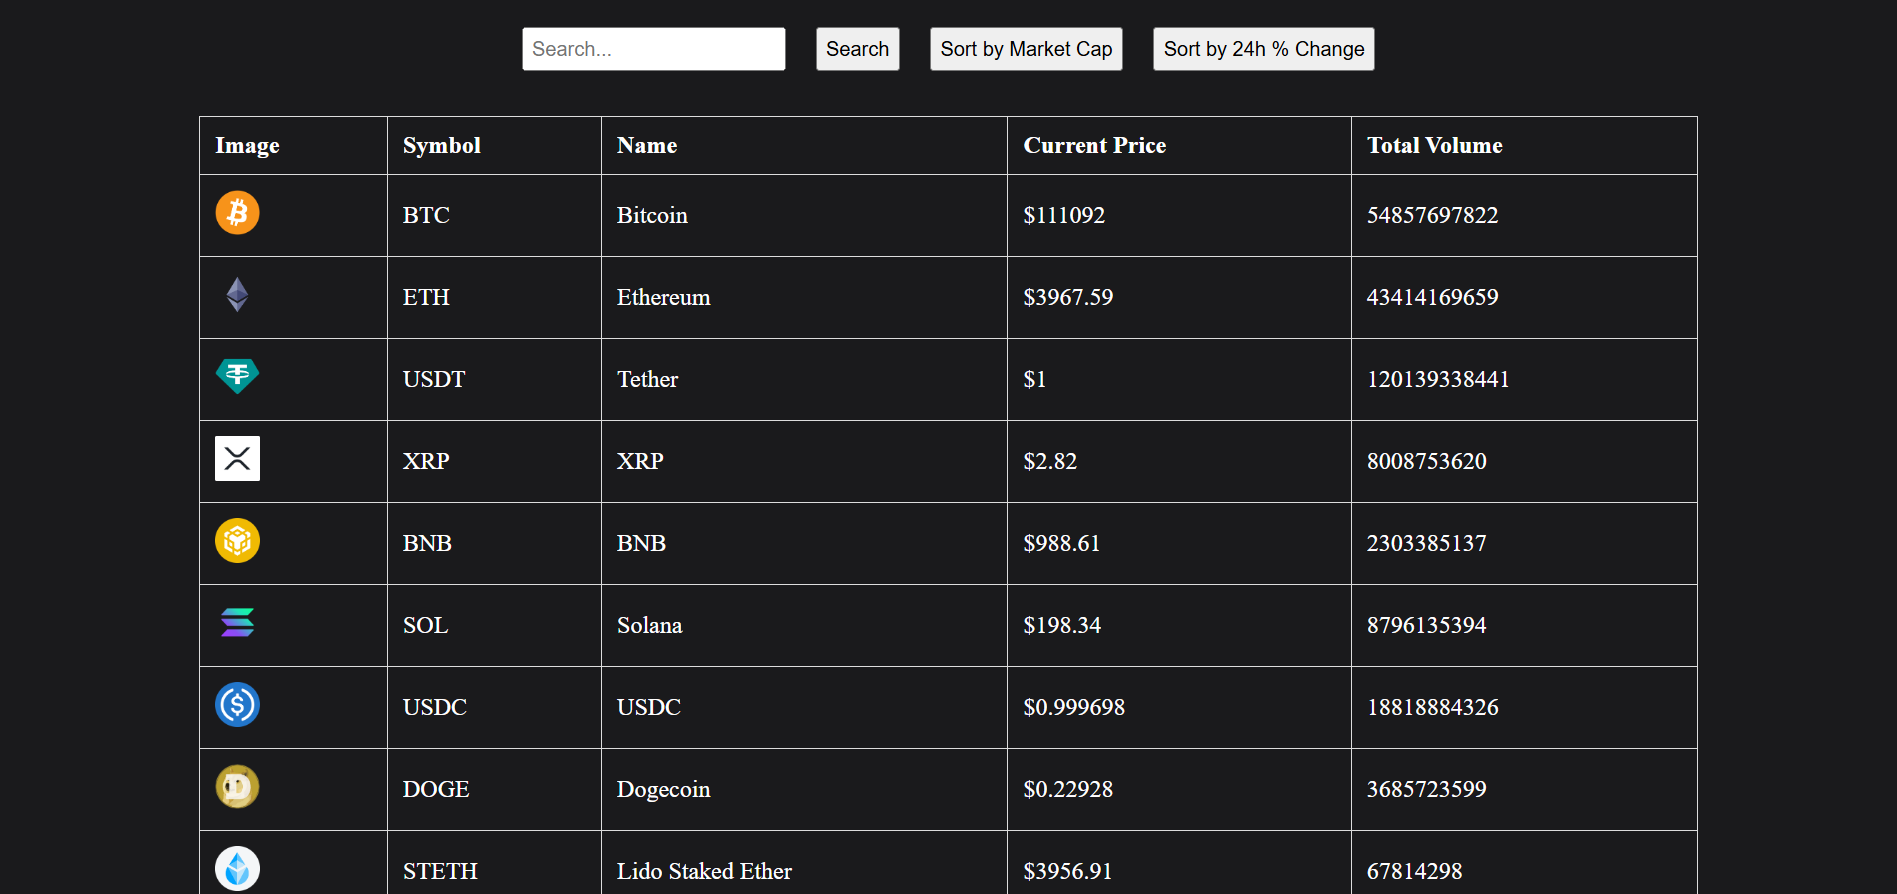 Search... Search Sort by Market Cap Sort by 24h % Change
Image Symbol Name Current Price Total Volume
BTC Bitcoin $111092 54857697822
ETH Ethereum $3967.59 43414169659
USDT Tether $1 120139338441
XRP XRP $2.82 8008753620
BNB BNB $988.61 2303385137
SOL Solana $198.34 8796135394
USDC USDC $0.999698 18818884326
DOGE Dogecoin $0.22928 3685723599
STETH Lido Staked Ether $3956.91 67814298